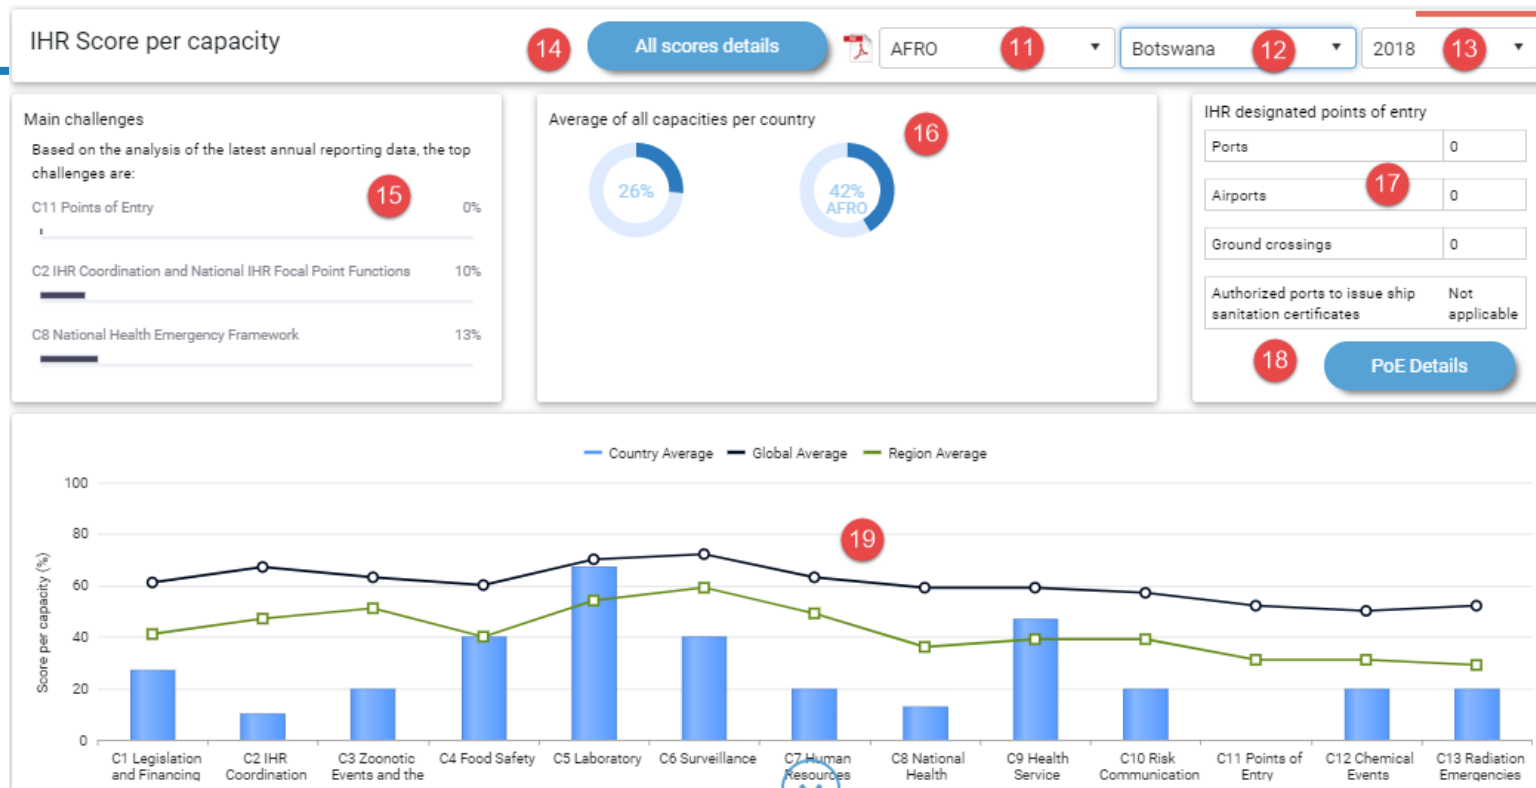 IHR Score per capacity
14
All scores details
AFRO
11
Botswana
12
2018
13
Main challenges
Based on the analysis of the latest annual reporting data, the top
challenges are:
15
C11 Points of Entry
0%
C2 IHR Coordination and National IHR Focal Point Functions
10%
C8 National Health Emergency Framework
13%
Average of all capacities per country
16
26%
42%
AFRO
IHR designated points of entry
Ports
0
17
Airports
0
Ground crossings
0
Authorized ports to issue ship
sanitation certificates
Not
applicable
18
PoE Details
Country Average
Global Average
Region Average
19
Score per capacity (%)
100
80
60
40
20
0
C1 Legislation
and Financing
C2 IHR
Coordination
C3 Zoonotic
Events and the
C4 Food Safety
C5 Laboratory
C6 Surveillance
C7 Human
Resources
C8 National
Health
C9 Health
Service
C10 Risk
Communication
C11 Points of
Entry
C12 Chemical
Events
C13 Radiation
Emergencies